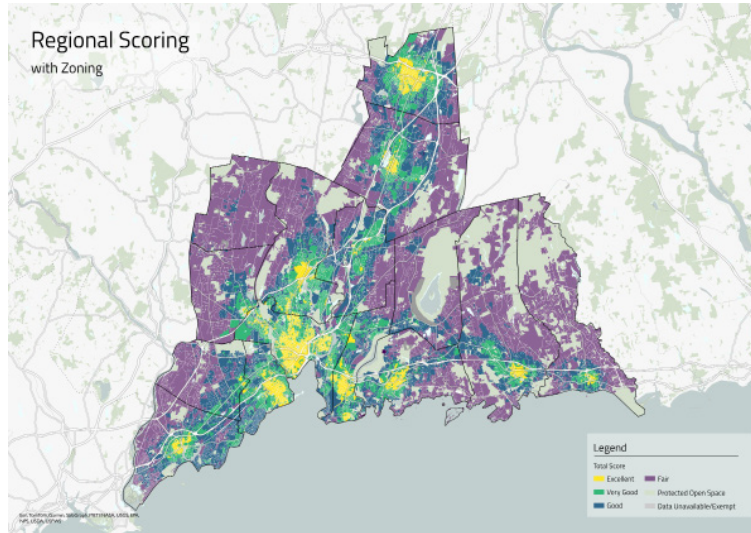 Regional Scoring
with Zoning
Legend
Total Score
Excellent
Fair
Very Good
Protected Open Space
Good
Data Unavailable/Exempt